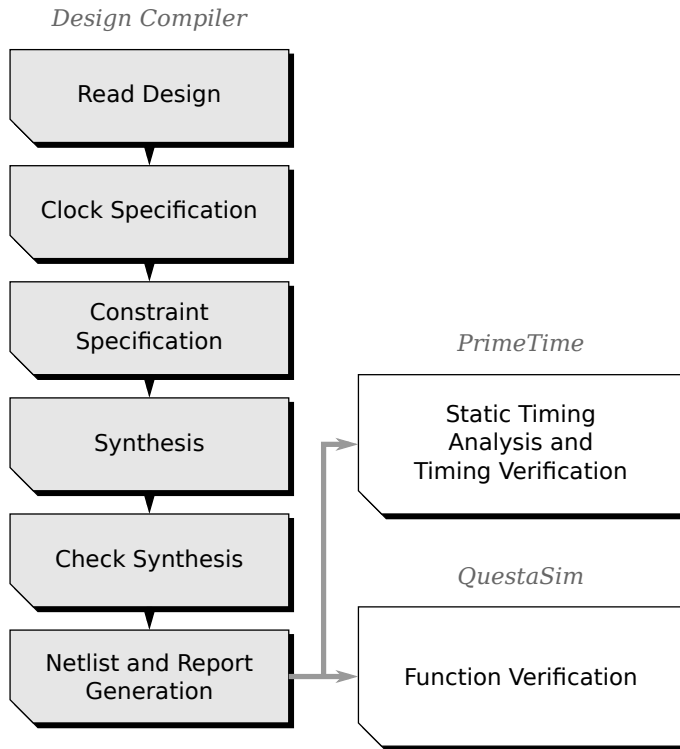 Design Compiler
Read Design
Clock Specification
Constraint
Specification
Synthesis
Check Synthesis
Netlist and Report
Generation
PrimeTime
Static Timing
Analysis and
Timing Verification
QuestaSim
Function Verification